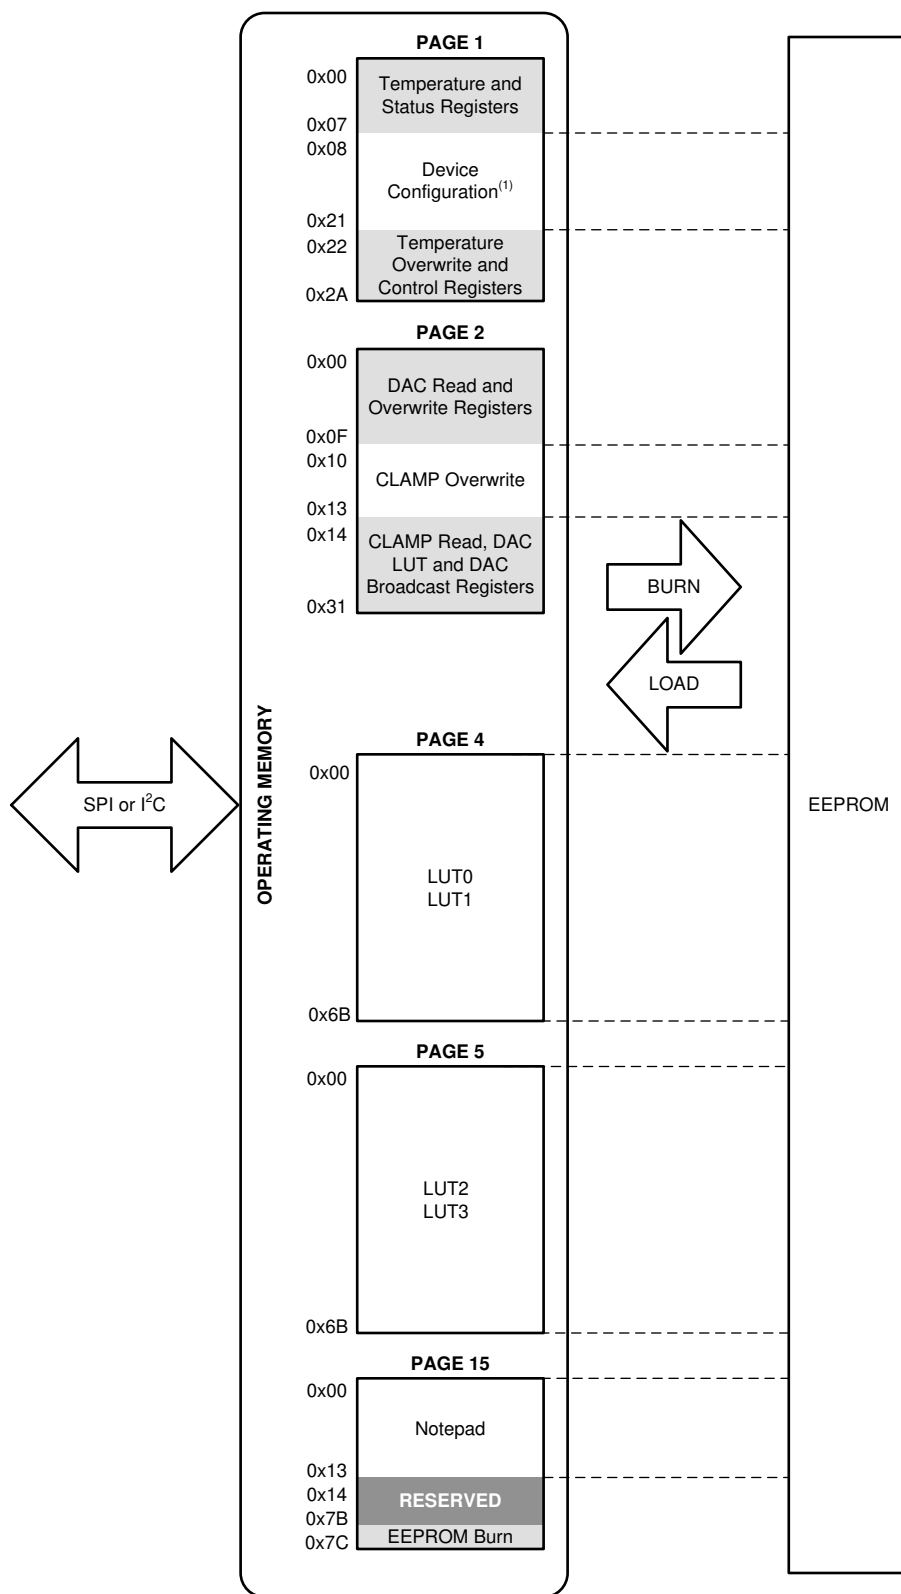 PAGE 1
0x00
Temperature and
Status Registers
0x07
0x08
Device
Configuration(1)
0x21
0x22
Temperature
Overwrite and
Control Registers
0x2A
PAGE 2
0x00
DAC Read and
Overwrite Registers
0x0F
0x10
CLAMP Overwrite
0x13
0x14
CLAMP Read, DAC
LUT and DAC
Broadcast Registers
0x31
BURN
LOAD
OPERATING MEMORY
SPI or I2C
EEPROM
PAGE 4
0x00
LUT0
LUT1
0x6B
PAGE 5
0x00
LUT2
LUT3
0x6B
PAGE 15
0x00
Notepad
0x13
0x14
RESERVED
0x7B
0x7C
EEPROM Burn